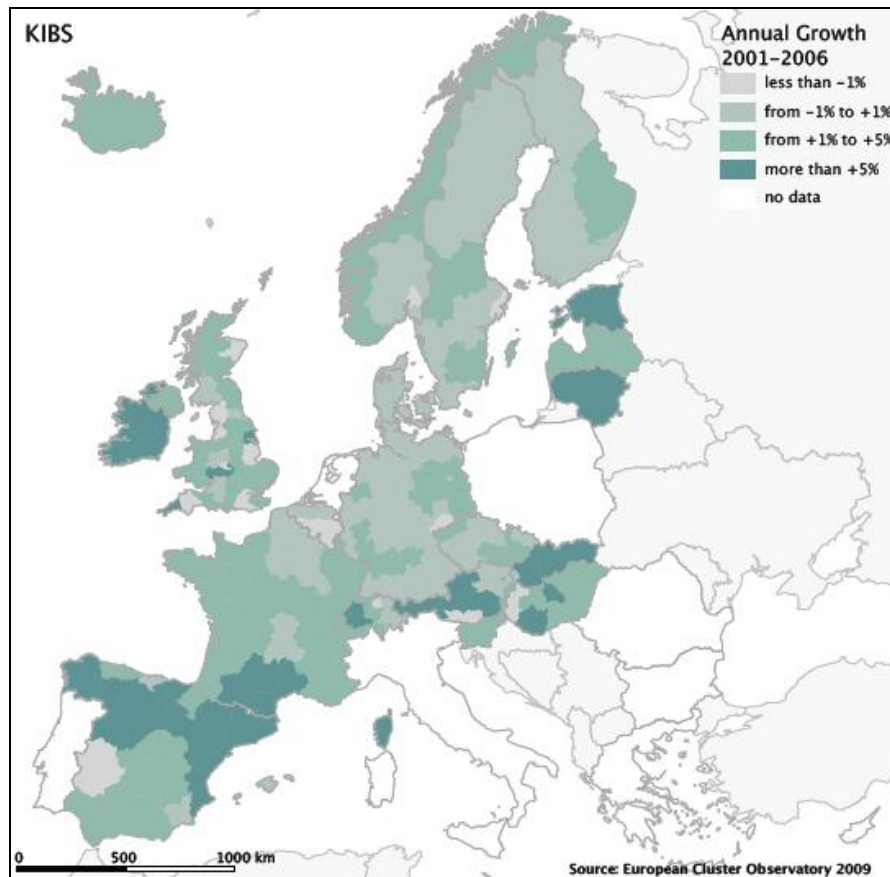 KIBS
Annual Growth
2001–2006
less than -1%
from -1% to +1%
from +1% to +5%
more than +5%
no data
0 500 1000 km
Source: European Cluster Observatory 2009